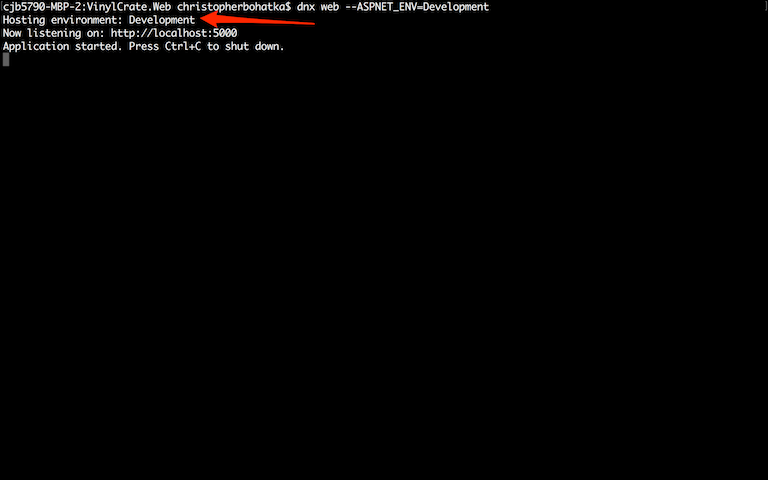 [cjb5790-MBP-2:VinylCrate.Web christopherbohatka$ dnx web --ASPNET_ENV=Development ]
Hosting environment: Development
Now listening on: http://localhost:5000
Application started. Press Ctrl+C to shut down.